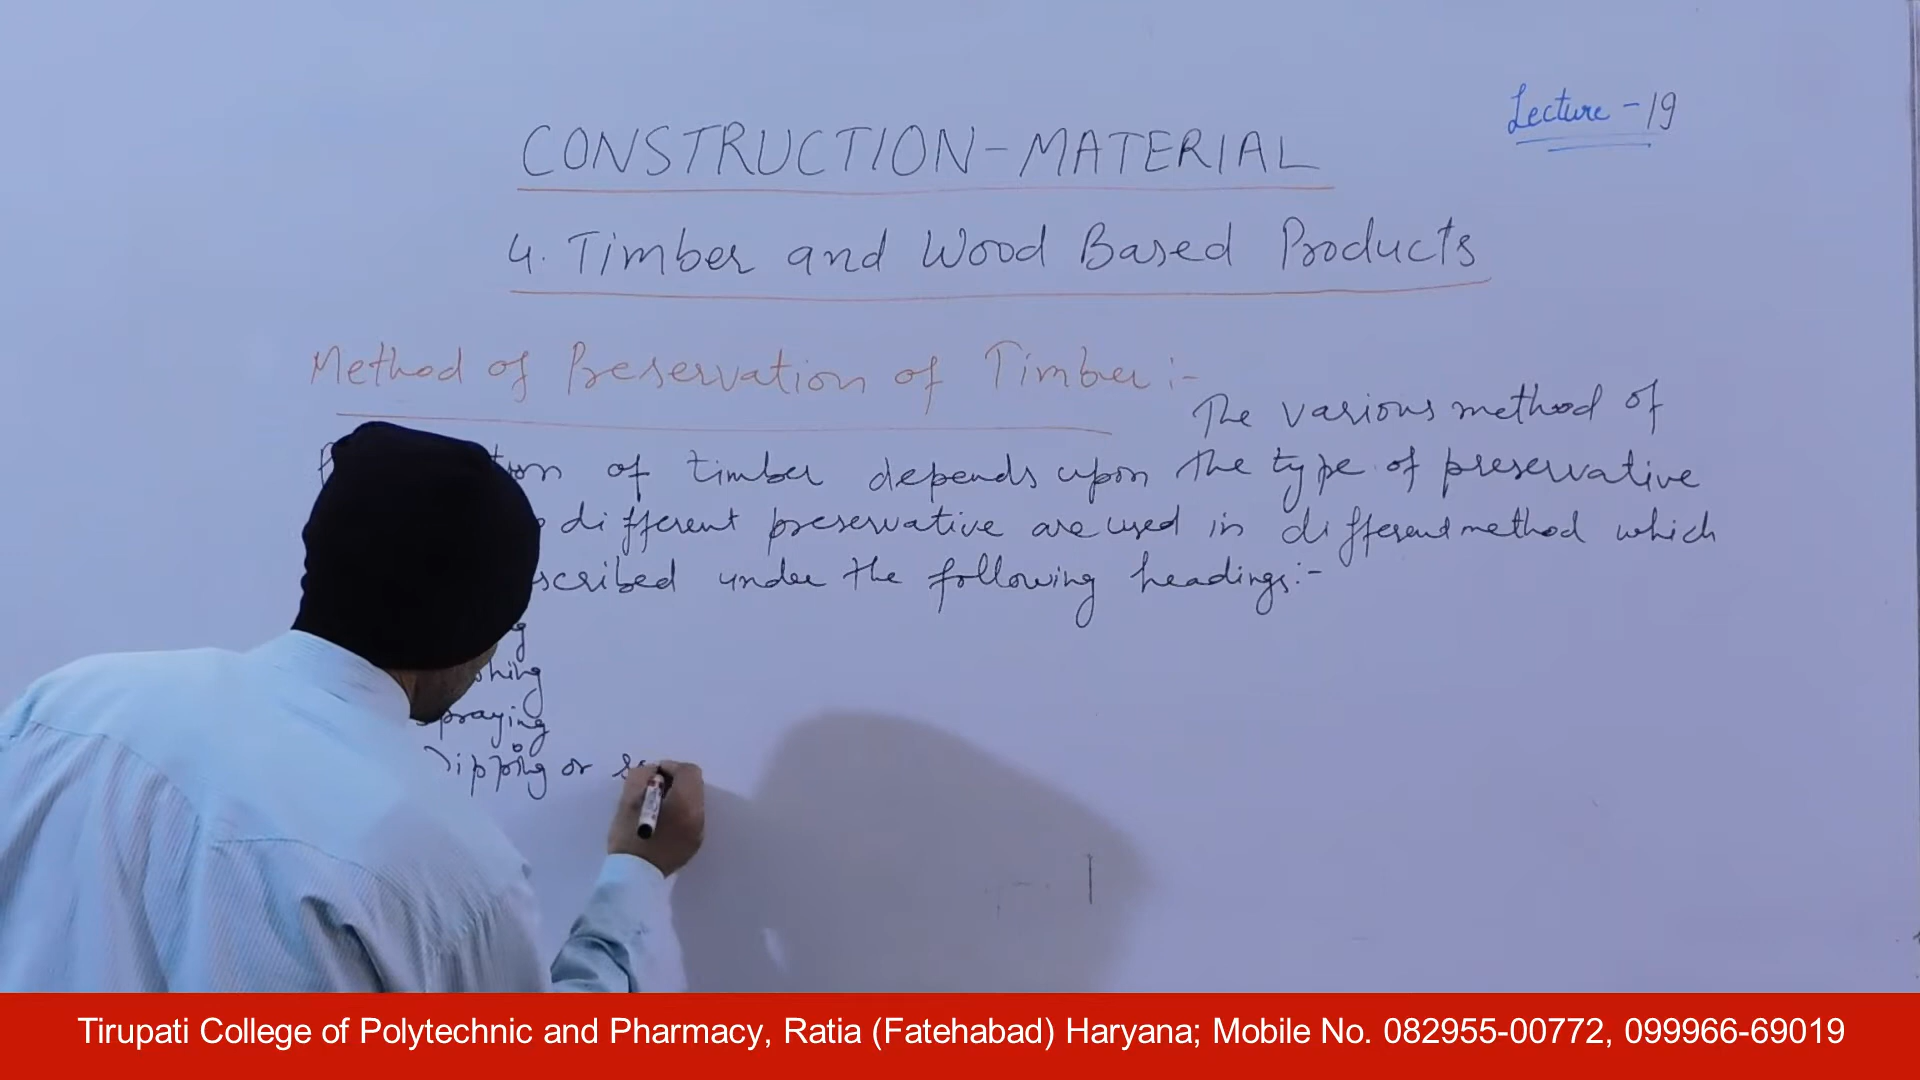 Lecture - 19
CONSTRUCTION-MATERIAL
4. Timber and Wood Based Products
Method of Preservation of Timber :-
The various method of
of timber depends upon the type of preservative
different preservative are used in different method which
under the following headings:-
praying
or
Tirupati College of Polytechnic and Pharmacy, Ratia (Fatehabad) Haryana; Mobile No. 082955-00772, 099966-69019